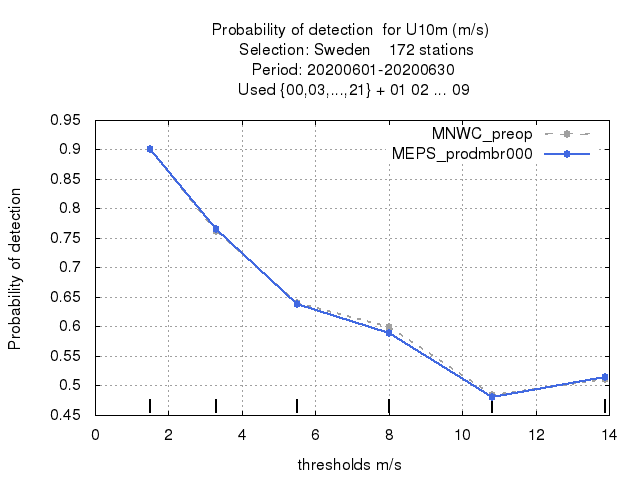 Probability of detection  for U10m (m/s)
Selection: Sweden    172 stations
Period: 20200601-20200630
Used {00,03,...,21} + 01 02 ... 09
MNWC_preop
MEPS_prodmbr000
Probability of detection
0.95
0.9
0.85
0.8
0.75
0.7
0.65
0.6
0.55
0.5
0.45
0 2 4 6 8 10 12 14
thresholds m/s